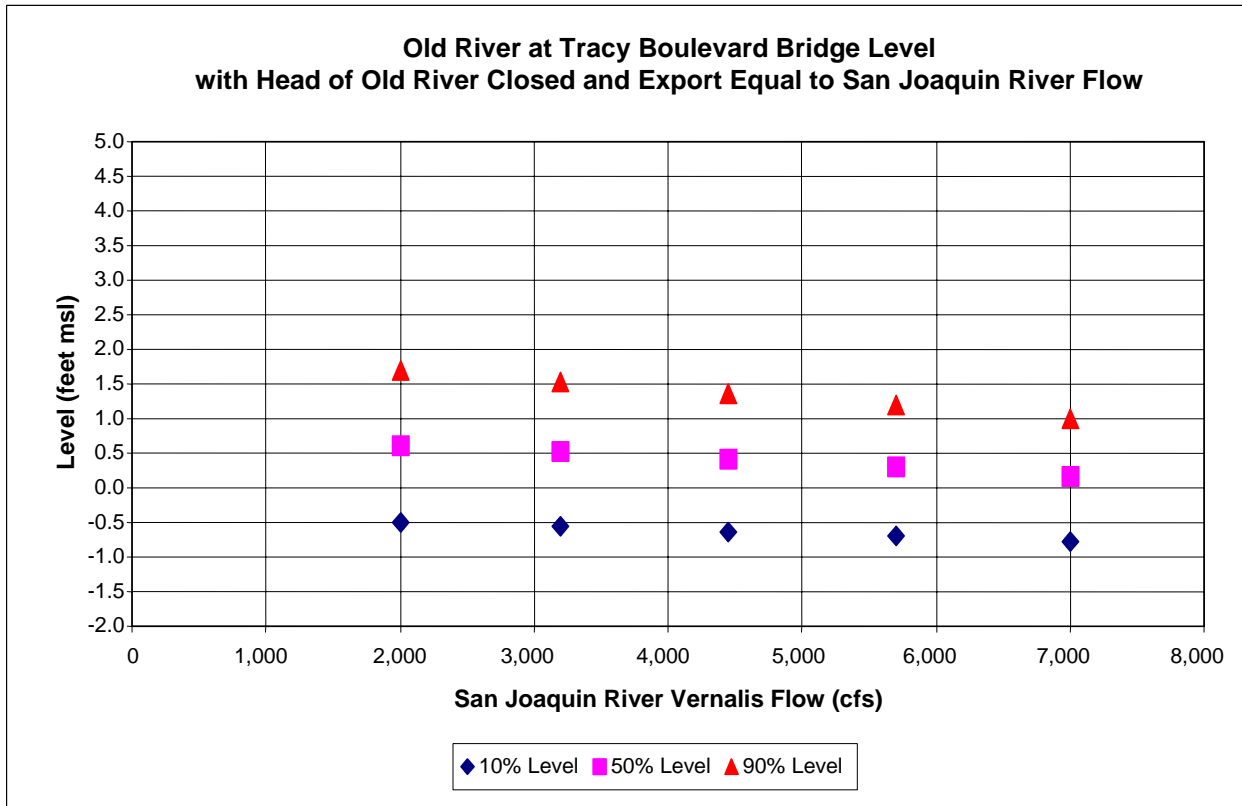 Old River at Tracy Boulevard Bridge Level
with Head of Old River Closed and Export Equal to San Joaquin River Flow
5.0
4.5
4.0
3.5
3.0
2.5
2.0
1.5
1.0
0.5
0.0
-0.5
-1.0
-1.5
-2.0
Level (feet msl)
0 1,000 2,000 3,000 4,000 5,000 6,000 7,000 8,000
San Joaquin River Vernalis Flow (cfs)
10% Level 50% Level 90% Level